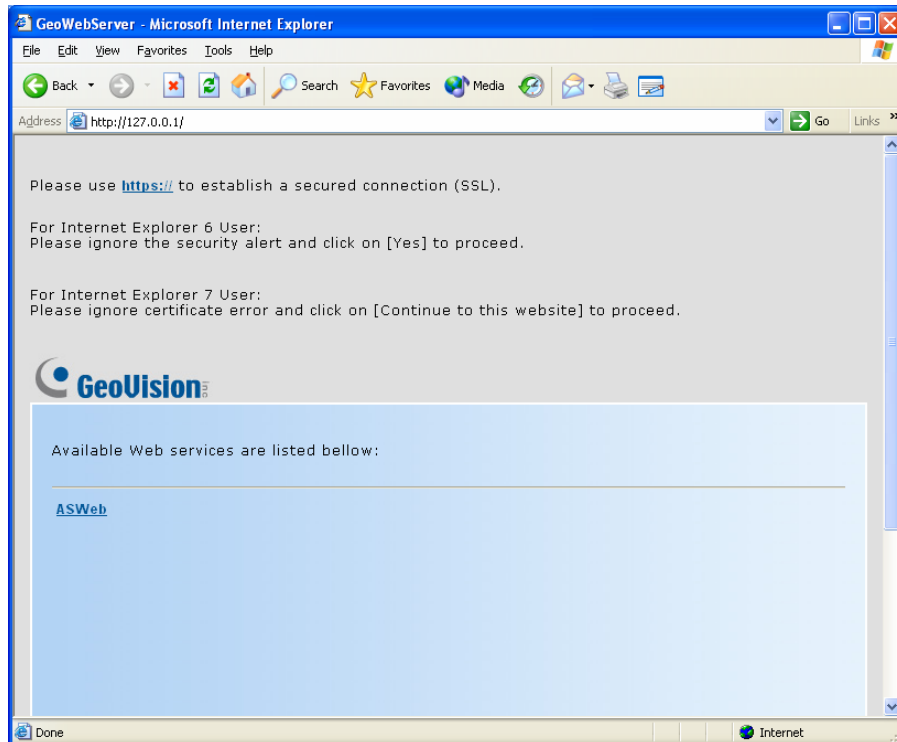 GeoWebServer - Microsoft Internet Explorer
File Edit View Favorites Tools Help
Back Search Favorites Media
Address http://127.0.0.1/ Go Links »
Please use https:// to establish a secured connection (SSL).
For Internet Explorer 6 User:
Please ignore the security alert and click on [Yes] to proceed.
For Internet Explorer 7 User:
Please ignore certificate error and click on [Continue to this website] to proceed.
GeoVision
Available Web services are listed bellow:
ASWeb
Done Internet